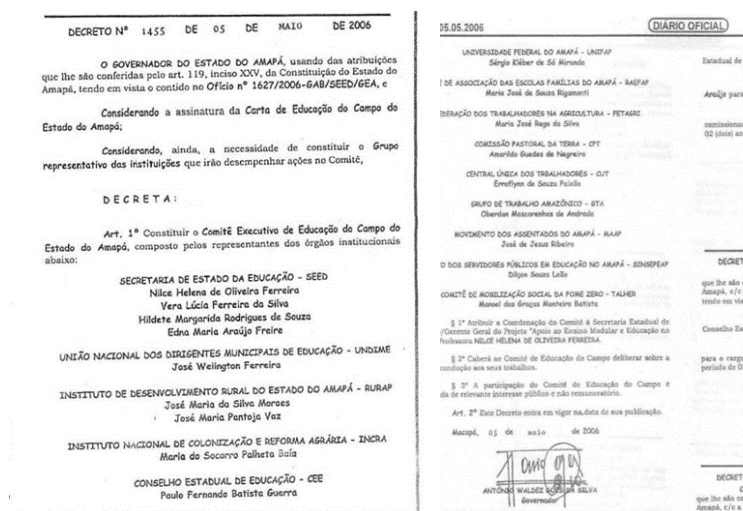 DECRETO Nº 1455 DE 05 DE MAIO DE 2006
O GOVERNADOR DO ESTADO DO AMAPÁ, usando das atribuições
que lhe são conferidas pelo art. 119, inciso XXV, da Constituição do Estado do
Amapá, tendo em vista o contido no Ofício nº 1627/2006-GAB/SEED/GEA, e
Considerando a assinatura da Carta de Educação do Campo do
Estado do Amapá;
Considerando, ainda, a necessidade de constituir o Grupo
representativo das instituições que irão desempenhar ações no Comitê,
D E C R E T A :
Art. 1º Constituir o Comitê Executivo de Educação do Campo do
Estado do Amapá, composto pelos representantes dos órgãos institucionais
abaixo:
SECRETARIA DE ESTADO DA EDUCAÇÃO - SEED
Nilce Helena de Oliveira Ferreira
Vera Lúcia Ferreira da Silva
Hildete Margarida Rodrigues de Souza
Edna Maria Araújo Freire
UNIÃO NACIONAL DOS DIRIGENTES MUNICIPAIS DE EDUCAÇÃO - UNDIME
José Welington Ferreira
INSTITUTO DE DESENVOLVIMENTO RURAL DO ESTADO DO AMAPÁ - RURAP
José Maria da Silva Moraes
José Maria Pantoja Vaz
INSTITUTO NACIONAL DE COLONIZAÇÃO E REFORMA AGRÁRIA - INCRA
Maria do Socorro Palheta Baía
CONSELHO ESTADUAL DE EDUCAÇÃO - CEE
Paulo Fernando Batista Guerra
05.05.2006
DIÁRIO OFICIAL
UNIVERSIDADE FEDERAL DO AMAPÁ - UNIFAP
Sérgio Kléber de Sá Miranda
E DE ASSOCIAÇÃO DAS ESCOLAS FAMÍLIAS DO AMAPÁ - RAEFAP
Maria José de Souza Rigamonti
DERAÇÃO DOS TRABALHADORES NA AGRICULTURA - FETAGRI
Maria José Rego da Silva
COMISSÃO PASTORAL DA TERRA - CPT
Amarildo Guedes de Negreiro
CENTRAL ÚNICA DOS TRBALHADORES - CUT
Erroflynn de Souza Paixão
GRUPO DE TRABALHO AMAZÔNICO - GTA
Oberdan Mascarenhas de Andrade
MOVIMENTO DOS ASSENTADOS DO AMAPÁ - MAAP
José de Jesus Ribeiro
O DOS SERVIDORES PÚBLICOS EM EDUCAÇÃO NO AMAPÁ - SINSEPEAP
Dilçon Souza Leão
COMITÊ DE MOBILIZAÇÃO SOCIAL DA FOME ZERO - TALHER
Manoel das Graças Monteiro Batista
§ 1º Atribuir a Coordenação do Comitê à Secretaria Estadual de
/Gerente Geral do Projeto "Apoio ao Ensino Modular e Educação no
Professora NILCE HELENA DE OLIVEIRA FERREIRA.
§ 2º Caberá ao Comitê de Educação do Campo deliberar sobre a
condução aos seus trabalhos.
§ 3º A participação do Comitê de Educação do Campo é
da de relevante interesse público e não remuneratório.
Art. 2º Este Decreto entra em vigor na data de sua publicação.
Macapá, 05 de maio de 2006
ANTÔNIO WALDEZ SILVA
Governador
Estadual de
Araújo para
comissionar
02 (dois)
DECRET
que lhe são
Amapá, c/c
tendo em vis
Conselho Es
para o cargo
período de 0
DECRET
que lhe são
Amapá, c/c a